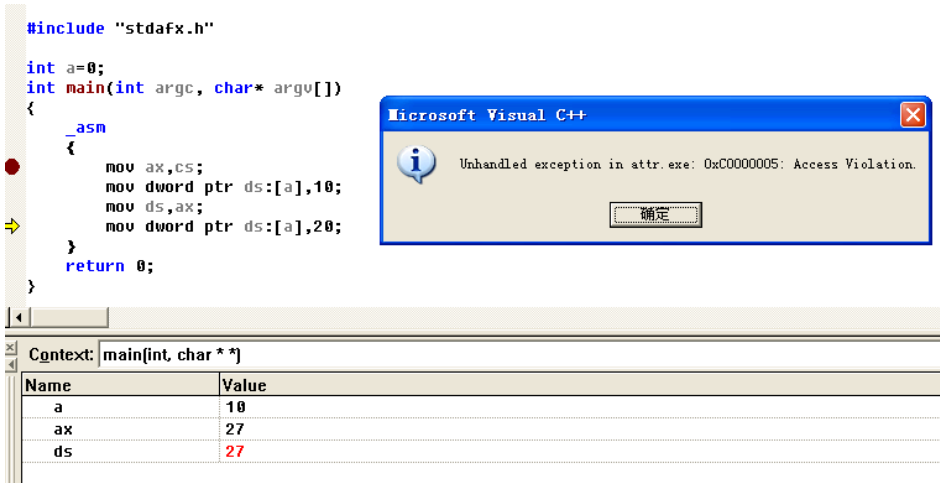 #include "stdafx.h"
int a=0;
int main(int argc, char* argv[])
{
_asm
{
mov ax,cs;
mov dword ptr ds:[a],10;
mov ds,ax;
mov dword ptr ds:[a],20;
}
return 0;
}
Microsoft Visual C++
Unhandled exception in attr.exe: 0xC0000005: Access Violation.
确定
Context: main(int, char * *)
Name Value
a 10
ax 27
ds 27